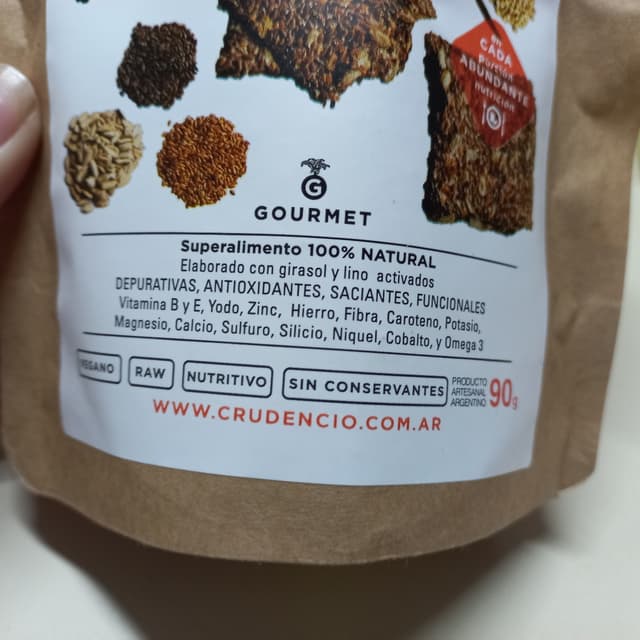 CADA
ABUNDANTE
nutrición
G
GOURMET
Superalimento 100% NATURAL
Elaborado con girasol y lino activados
DEPURATIVAS, ANTIOXIDANTES, SACIANTES, FUNCIONALES
Vitamina B y E, Yodo, Zinc, Hierro, Fibra, Caroteno, Potasio,
Magnesio, Calcio, Sulfuro, Silicio, Niquel, Cobalto, y Omega 3
VEGANO RAW NUTRITIVO SIN CONSERVANTES
PRODUCTO
ARTESANAL
ARGENTINO
90g
WWW.CRUDENCIO.COM.AR